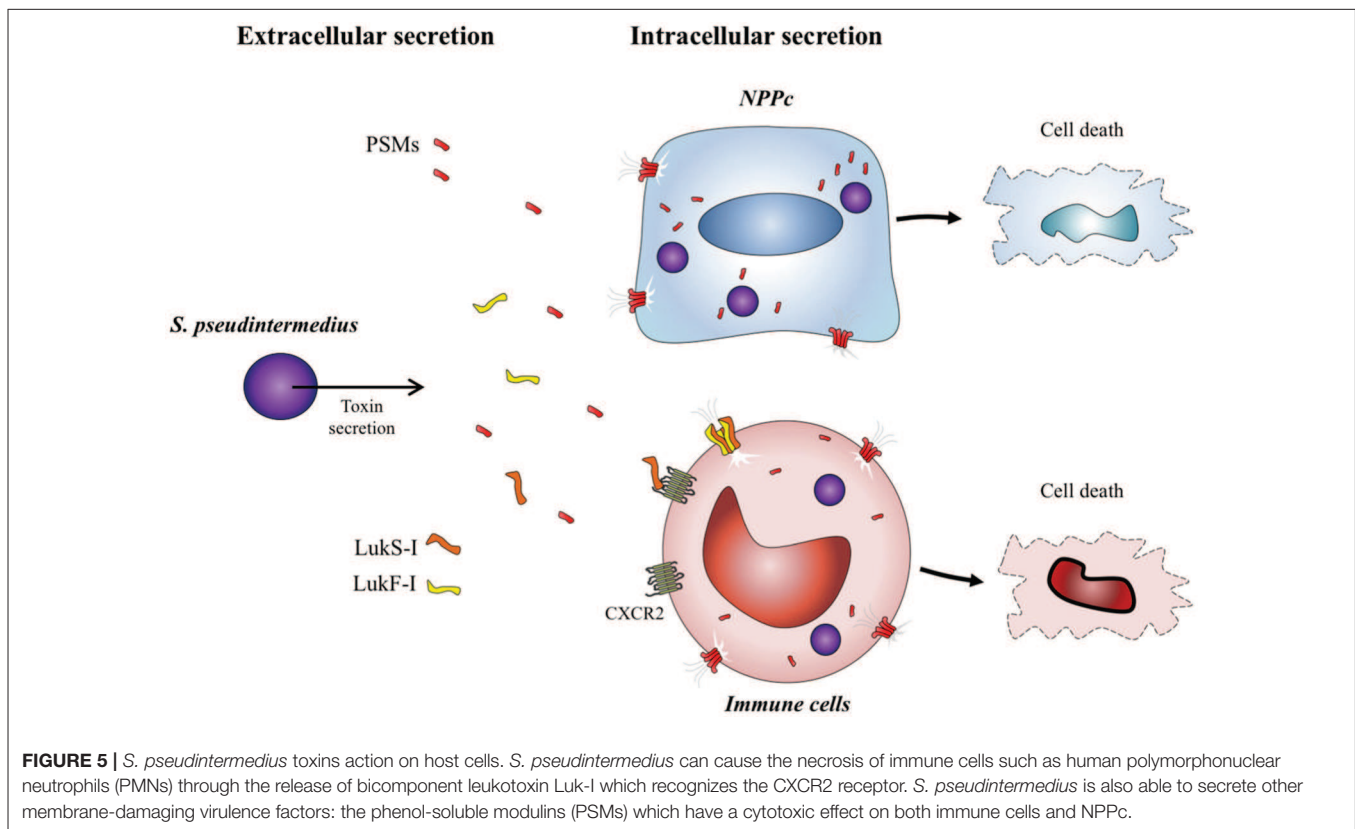 Extracellular secretion
Intracellular secretion
NPPc
Cell death
PSMs
S. pseudintermedius
Toxin
secretion
Cell death
LukS-I
LukF-I
CXCR2
Immune cells
FIGURE 5 | S. pseudintermedius toxins action on host cells. S. pseudintermedius can cause the necrosis of immune cells such as human polymorphonuclear
neutrophils (PMNs) through the release of bicomponent leukotoxin Luk-I which recognizes the CXCR2 receptor. S. pseudintermedius is also able to secrete other
membrane-damaging virulence factors: the phenol-soluble modulins (PSMs) which have a cytotoxic effect on both immune cells and NPPc.